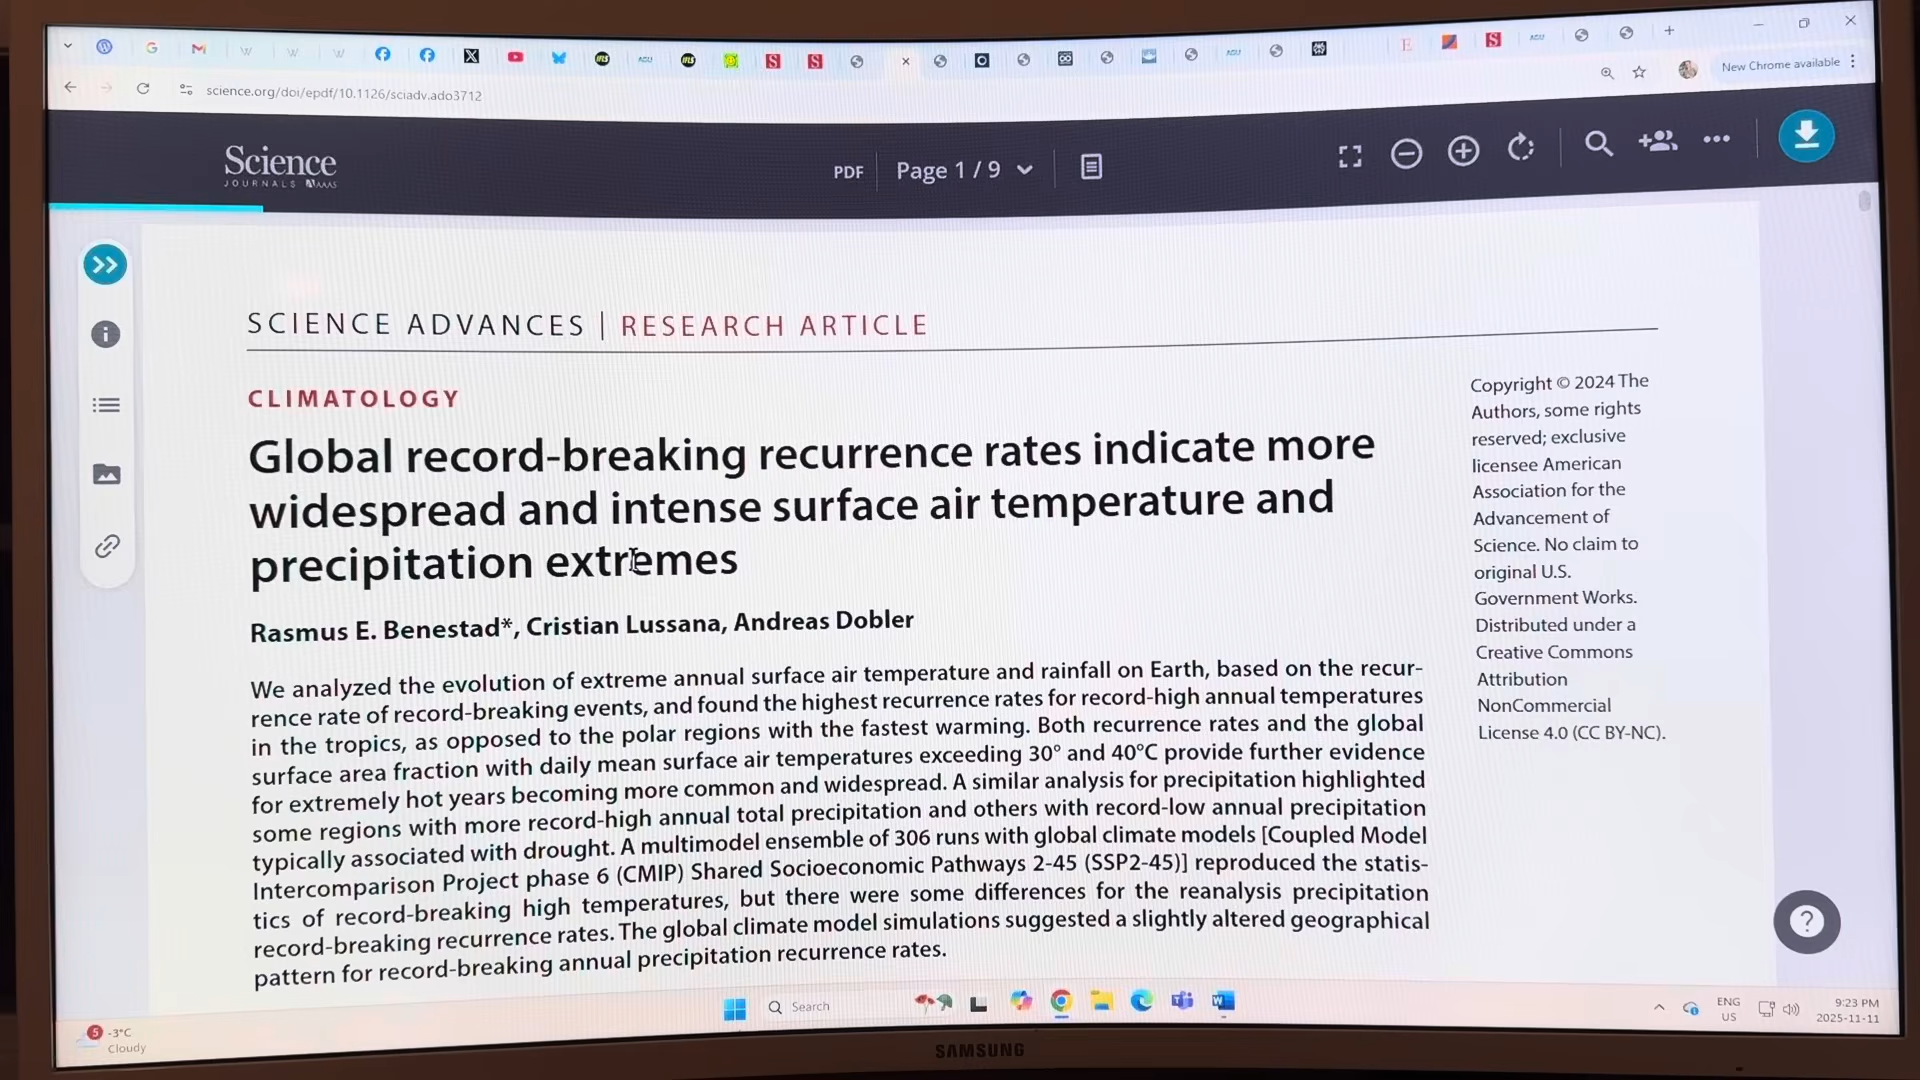 New Chrome available
science.org/doi/epdf/10.1126/sciadv.ado3712
Science
JOURNALS AAAS
PDF
Page 1 / 9
SCIENCE ADVANCES | RESEARCH ARTICLE
CLIMATOLOGY
Global record-breaking recurrence rates indicate more
widespread and intense surface air temperature and
precipitation extremes
Rasmus E. Benestad*, Cristian Lussana, Andreas Dobler
We analyzed the evolution of extreme annual surface air temperature and rainfall on Earth, based on the recur-
rence rate of record-breaking events, and found the highest recurrence rates for record-high annual temperatures
in the tropics, as opposed to the polar regions with the fastest warming. Both recurrence rates and the global
surface area fraction with daily mean surface air temperatures exceeding 30° and 40°C provide further evidence
for extremely hot years becoming more common and widespread. A similar analysis for precipitation highlighted
some regions with more record-high annual total precipitation and others with record-low annual precipitation
typically associated with drought. A multimodel ensemble of 306 runs with global climate models [Coupled Model
Intercomparison Project phase 6 (CMIP) Shared Socioeconomic Pathways 2-45 (SSP2-45)] reproduced the statis-
tics of record-breaking high temperatures, but there were some differences for the reanalysis precipitation
record-breaking recurrence rates. The global climate model simulations suggested a slightly altered geographical
pattern for record-breaking annual precipitation recurrence rates.
Copyright © 2024 The
Authors, some rights
reserved; exclusive
licensee American
Association for the
Advancement of
Science. No claim to
original U.S.
Government Works.
Distributed under a
Creative Commons
Attribution
NonCommercial
License 4.0 (CC BY-NC).
5
-3°C
Cloudy
Search
ENG
US
9:23 PM
2025-11-11
SAMSUNG